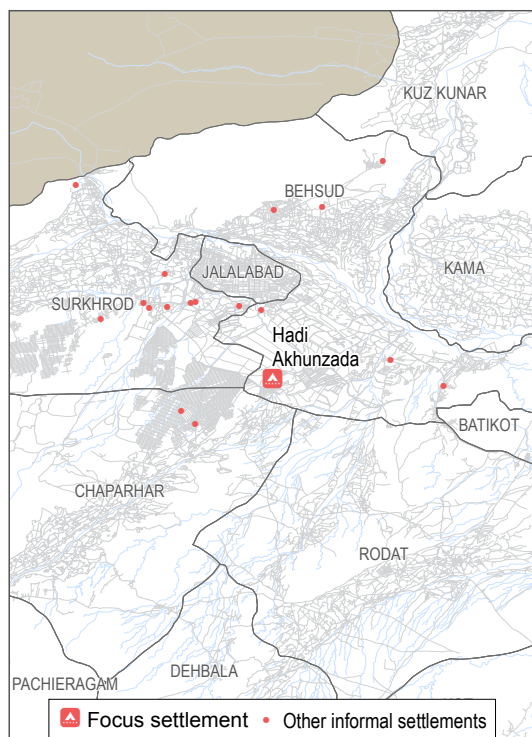 KUZ KUNAR
BEHSUD
JALALABAD
KAMA
SURKHROD
Hadi
Akhunzada
BATIKOT
CHAPARHAR
RODAT
DEHBALA
PACHIERAGAM
Focus settlement
Other informal settlements